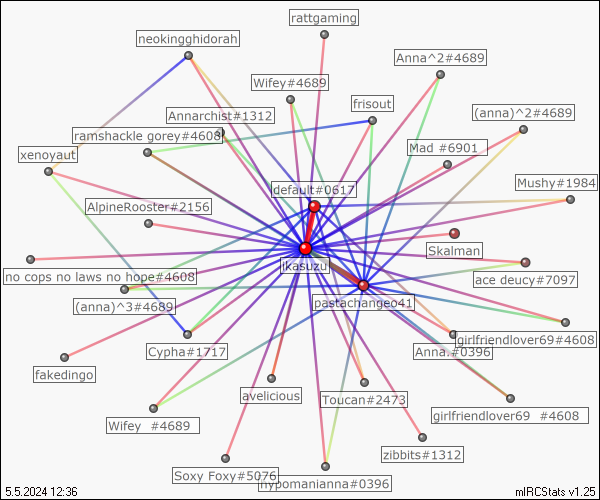 rattgaming
neokingghidorah
Anna^2#4689
Wifey#4689
frisout
(anna)^2#4689
Annarchist#1312
ramshackle gorey#4608
Mad #6901
xenoyaut
default#0617
Mushy#1984
AlpineRooster#2156
Skalman
ikasuzu
no cops no laws no hope#4608
ace deucy#7097
pastachangeo41
(anna)^3#4689
girlfriendlover69#4608
Cypha#1717
Anna.#0396
fakedingo
avelicious
Toucan#2473
girlfriendlover69 #4608
Wifey #4689
zibbits#1312
Soxy Foxy#5076
hypomanianna#0396
5.5.2024 12:36
mIRCStats v1.25